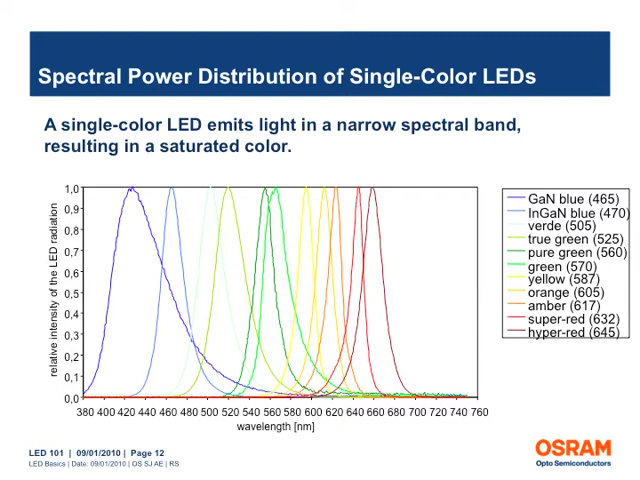 Spectral Power Distribution of Single-Color LEDs
A single-color LED emits light in a narrow spectral band,
resulting in a saturated color.
relative intensity of the LED radiation
1,0
0,9
0,8
0,7
0,6
0,5
0,4
0,3
0,2
0,1
0,0
380 400 420 440 460 480 500 520 540 560 580 600 620 640 660 680 700 720 740 760
wavelength [nm]
GaN blue (465)
InGaN blue (470)
verde (505)
true green (525)
pure green (560)
green (570)
yellow (587)
orange (605)
amber (617)
super-red (632)
hyper-red (645)
LED 101 | 09/01/2010 | Page 12
LED Basics | Date: 09/01/2010 | OS SJ AE | RS
OSRAM
Opto Semiconductors